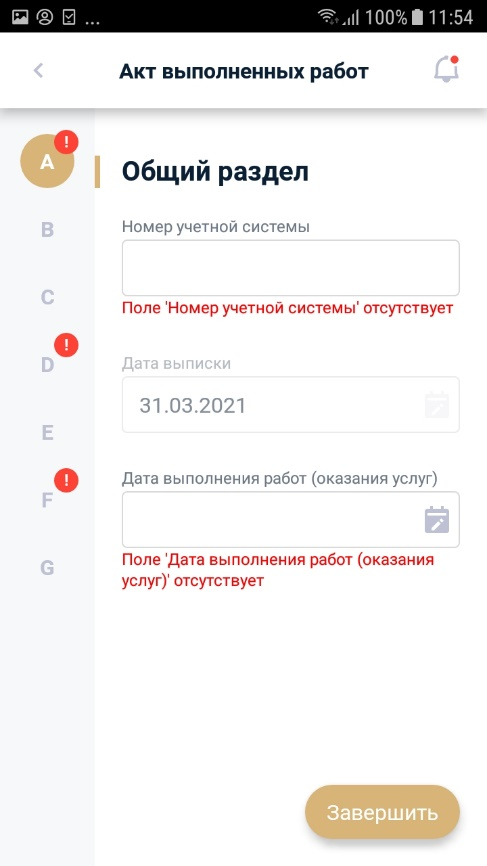 ... 100% 11:54
Акт выполненных работ
A !
Общий раздел
B
Номер учетной системы
C
Поле 'Номер учетной системы' отсутствует
D !
Дата выписки
31.03.2021
E
F !
Дата выполнения работ (оказания услуг)
G
Поле 'Дата выполнения работ (оказания
услуг)' отсутствует
Завершить